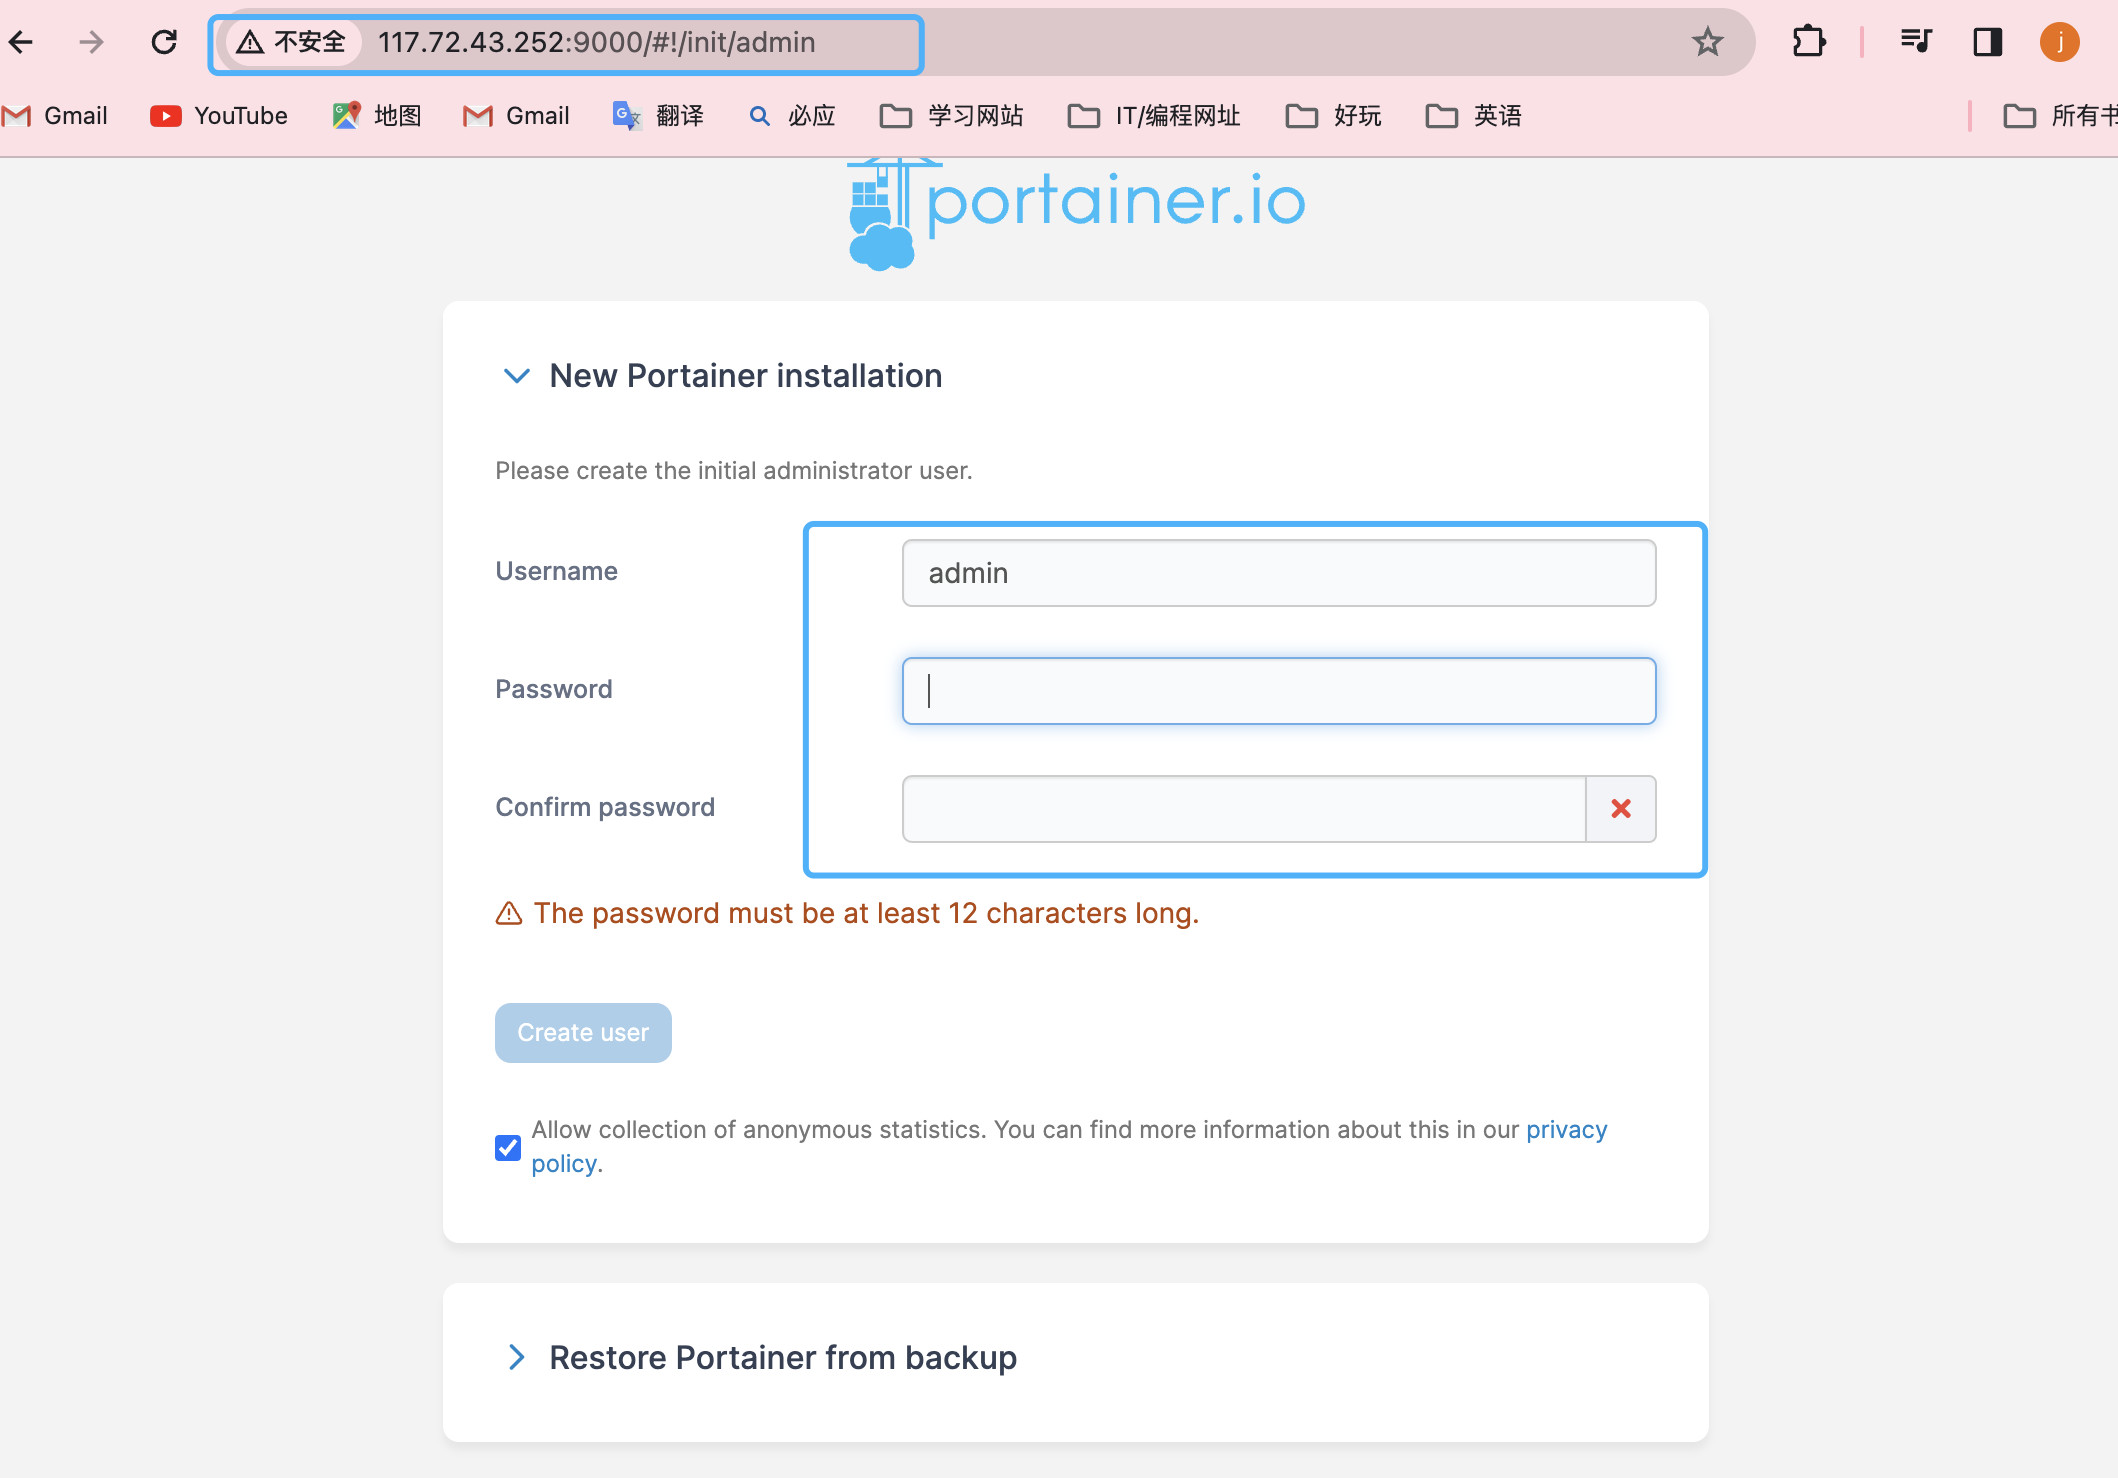 不安全 117.72.43.252:9000/#!/init/admin j
Gmail YouTube 地图 Gmail 翻译 必应 学习网站 IT/编程网址 好玩 英语 所有书
portainer.io
New Portainer installation
Please create the initial administrator user.
Username admin
Password
Confirm password
The password must be at least 12 characters long.
Create user
Allow collection of anonymous statistics. You can find more information about this in our privacy
policy.
Restore Portainer from backup